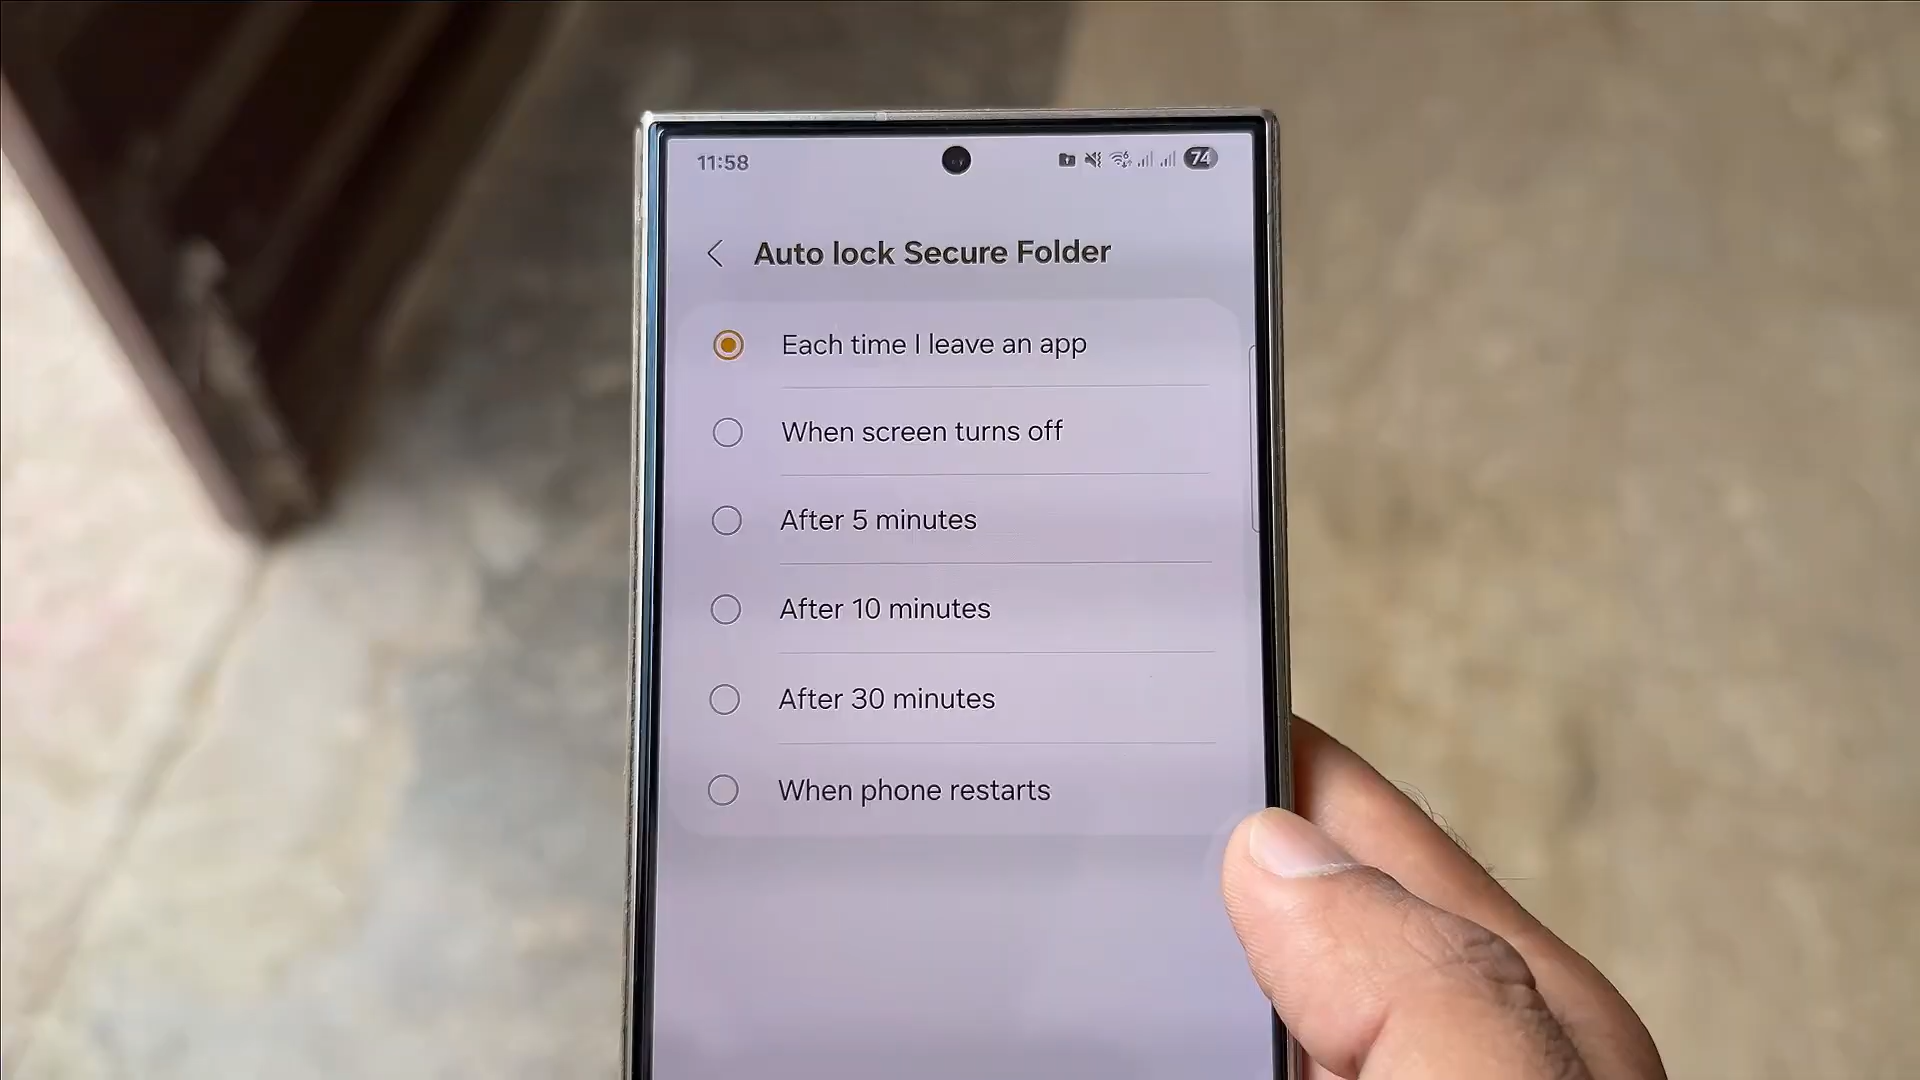 11:58
74
Auto lock Secure Folder
Each time I leave an app
When screen turns off
After 5 minutes
After 10 minutes
After 30 minutes
When phone restarts